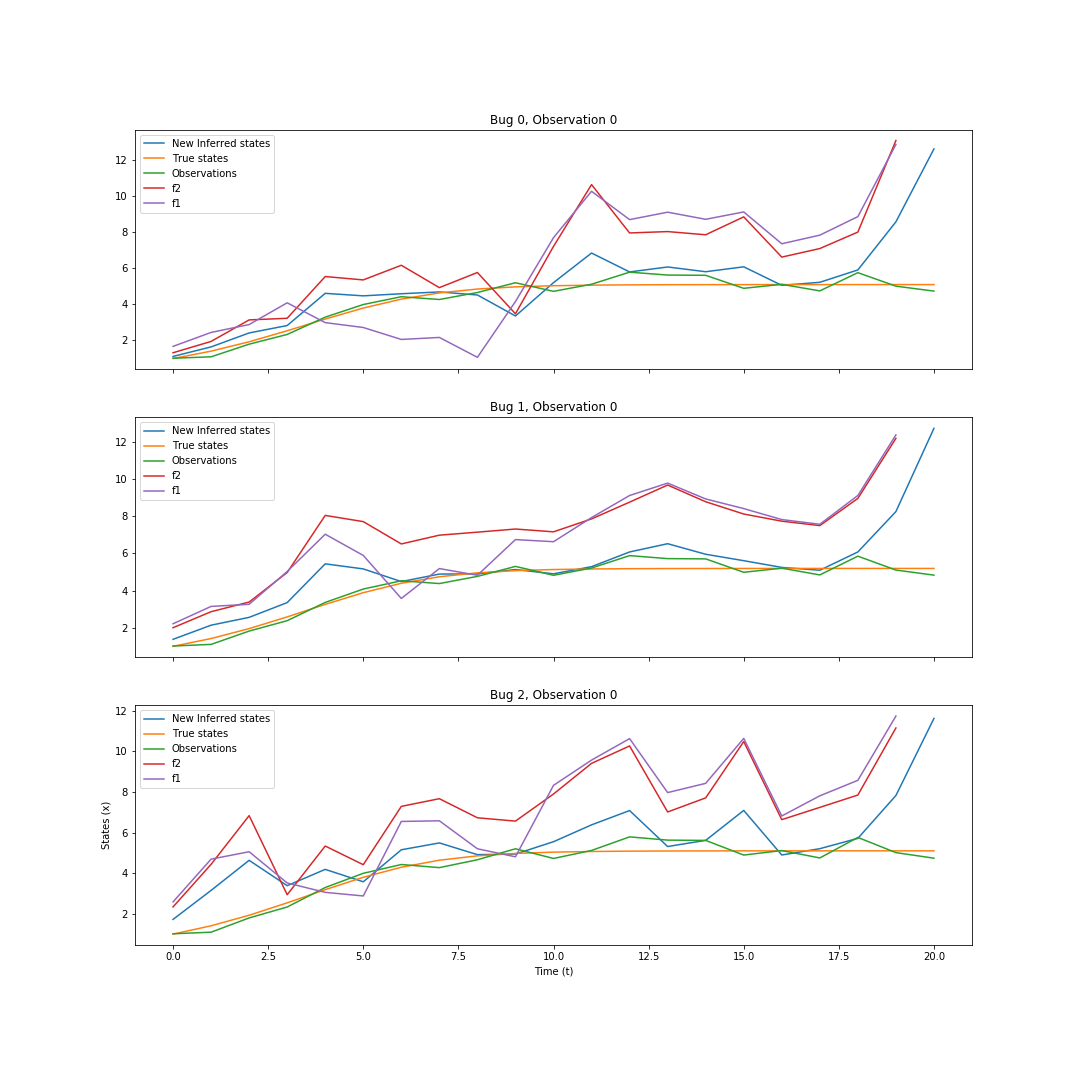 Bug 0, Observation 0
New Inferred states
True states
Observations
f2
f1
12
10
8
6
4
2
Bug 1, Observation 0
New Inferred states
True states
Observations
f2
f1
12
10
8
6
4
2
Bug 2, Observation 0
New Inferred states
True states
Observations
f2
f1
12
10
8
6
4
2
States (x)
0.0 2.5 5.0 7.5 10.0 12.5 15.0 17.5 20.0
Time (t)